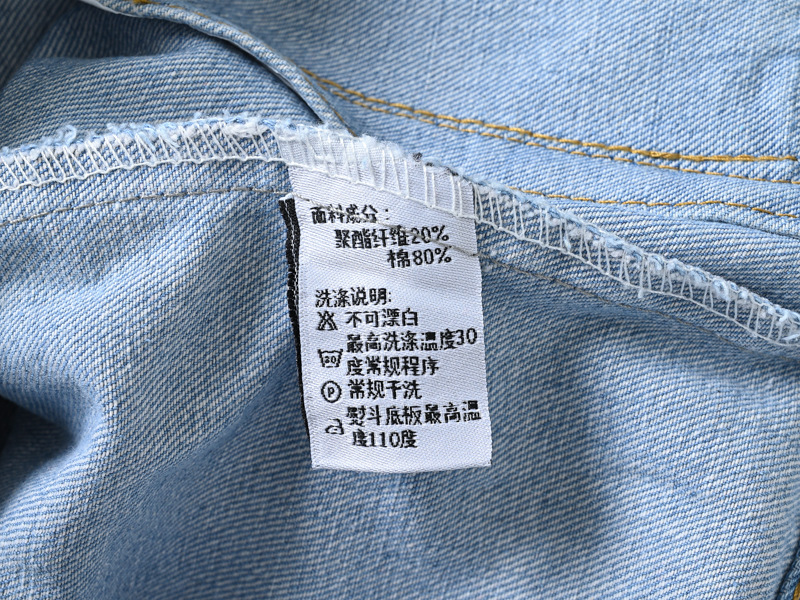 面料成分：
聚酯纤维20%
棉80%
洗涤说明:
不可漂白
最高洗涤温度30
度常规程序
P 常规干洗
熨斗底板最高温
度110度